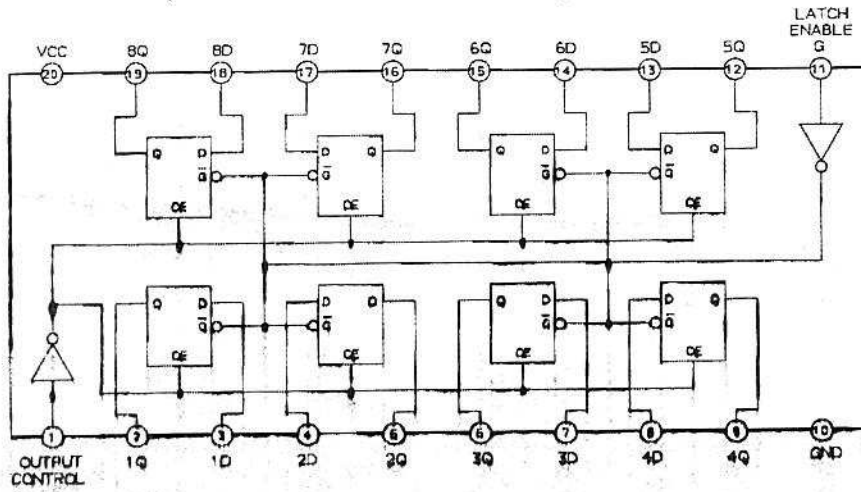 LATCH
ENABLE
VCC 8Q 8D 7D 7Q 6Q 6D 5D 5Q G
20 19 18 17 16 15 14 13 12 11
Q D D Q Q D D Q
G̅ G̅ G̅ G̅
OE OE OE OE
Q D D Q Q D D Q
G̅ G̅ G̅ G̅
OE OE OE OE
1 2 3 4 5 6 7 8 9 10
OUTPUT 1Q 1D 2D 2Q 3Q 3D 4D 4Q GND
CONTROL